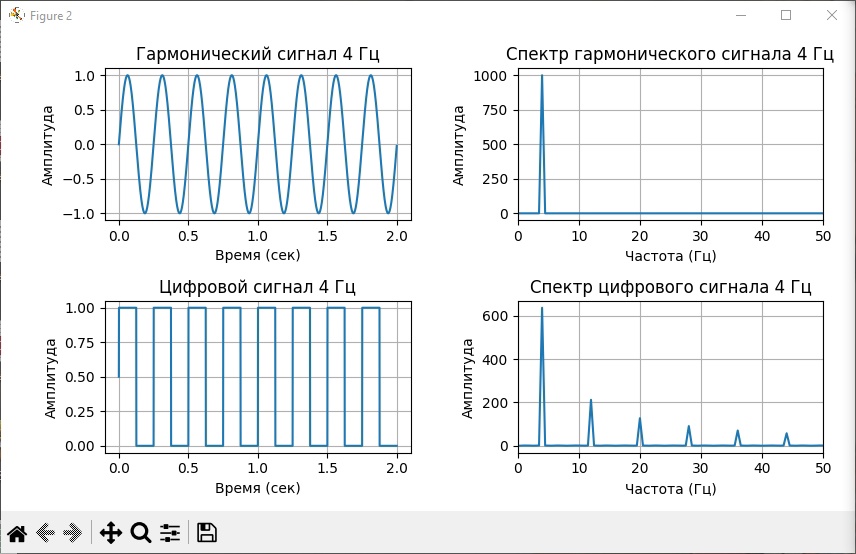 Figure 2
Гармонический сигнал 4 Гц
Амплитуда
1.0
0.5
0.0
−0.5
−1.0
0.0 0.5 1.0 1.5 2.0
Время (сек)
Спектр гармонического сигнала 4 Гц
Амплитуда
1000
750
500
250
0
0 10 20 30 40 50
Частота (Гц)
Цифровой сигнал 4 Гц
Амплитуда
1.00
0.75
0.50
0.25
0.00
0.0 0.5 1.0 1.5 2.0
Время (сек)
Спектр цифрового сигнала 4 Гц
Амплитуда
600
400
200
0
0 10 20 30 40 50
Частота (Гц)